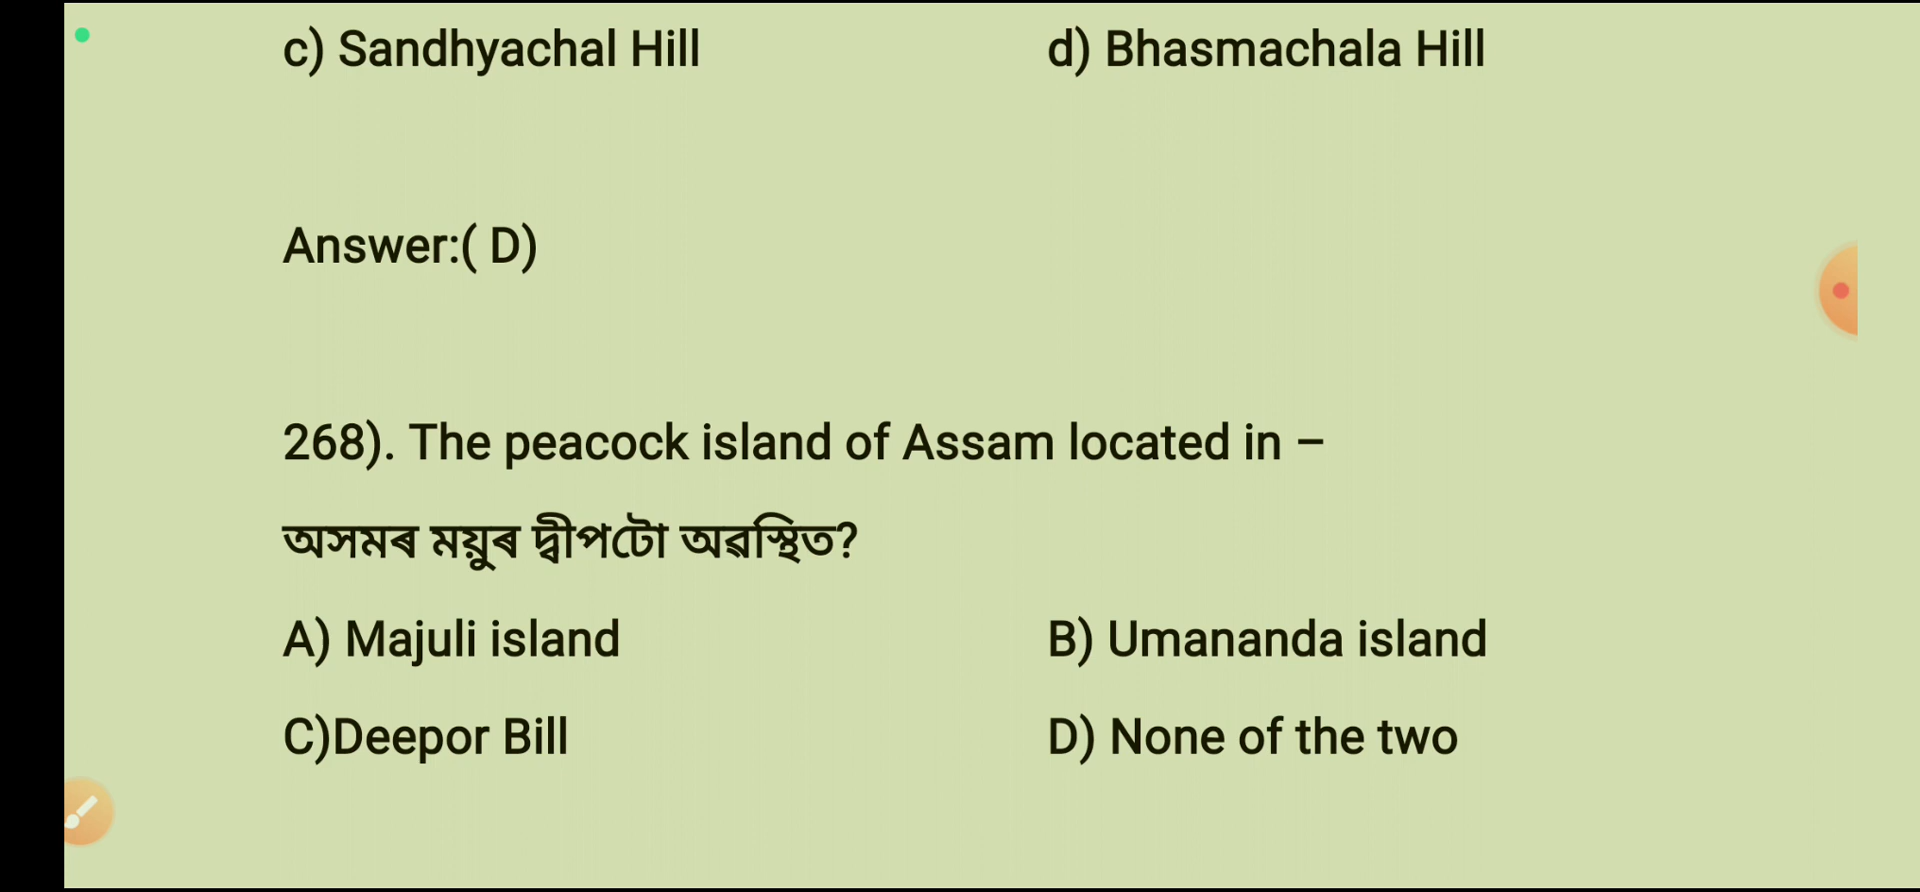 c) Sandhyachal Hill d) Bhasmachala Hill
Answer:( D)
268). The peacock island of Assam located in –
অসমৰ ময়ুৰ দ্বীপটো অৱস্থিত?
A) Majuli island B) Umananda island
C)Deepor Bill D) None of the two